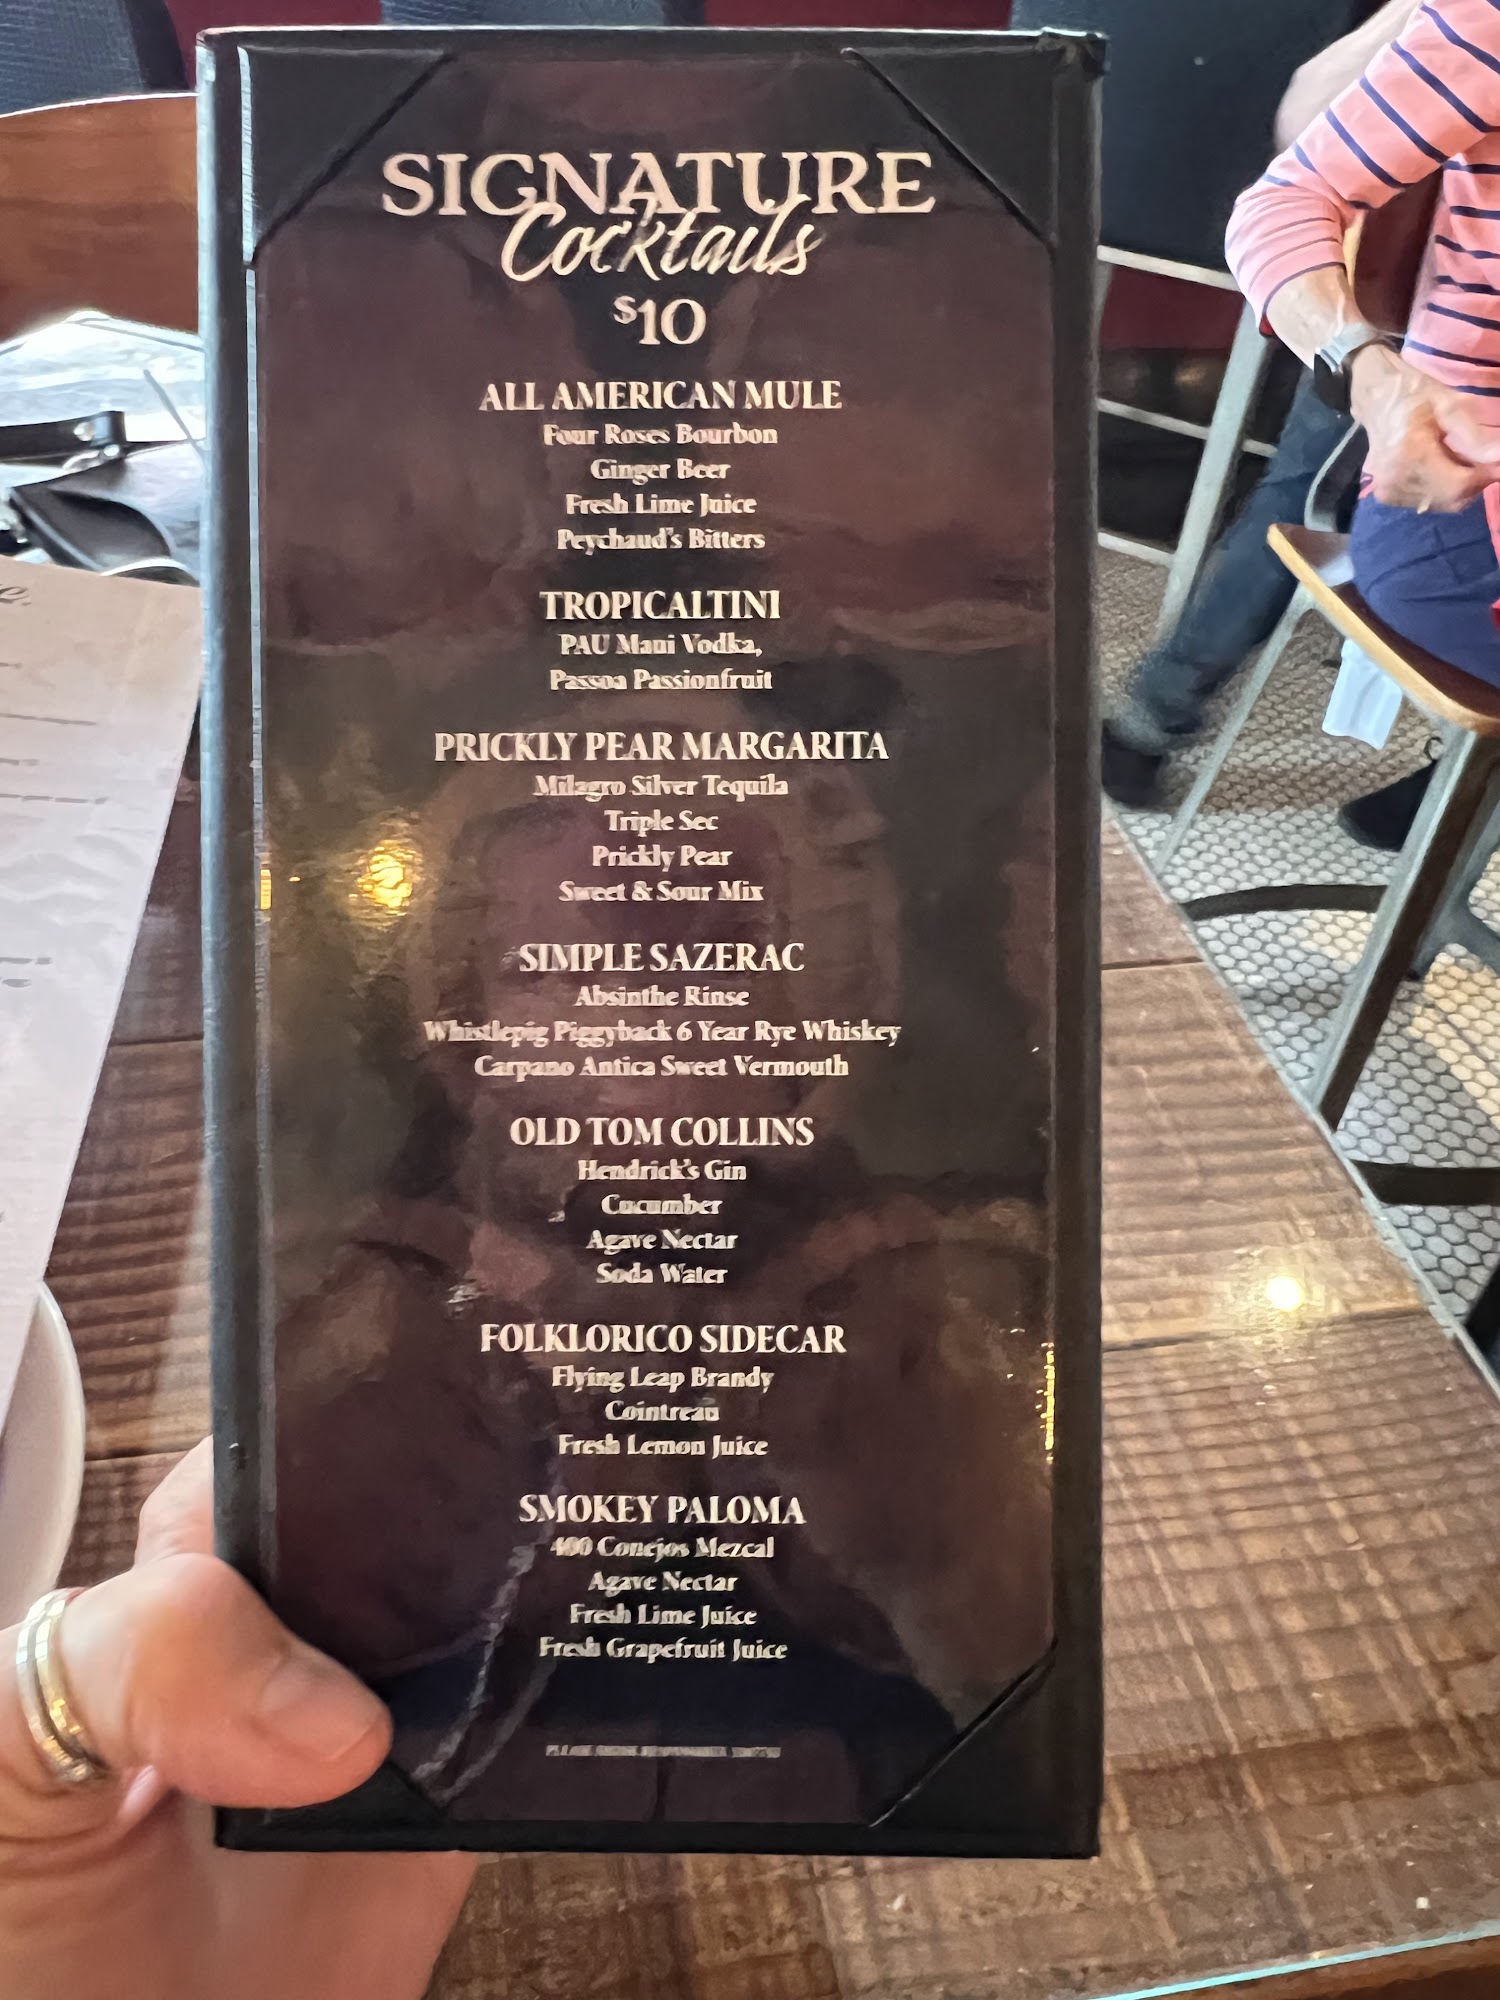 SIGNATURE
Cocktails
$10
ALL AMERICAN MULE
Four Roses Bourbon
Ginger Beer
Fresh Lime Juice
Peychaud's Bitters
TROPICALTINI
PAU Maui Vodka,
Passoa Passionfruit
PRICKLY PEAR MARGARITA
Milagro Silver Tequila
Triple Sec
Prickly Pear
Sweet & Sour Mix
SIMPLE SAZERAC
Absinthe Rinse
Whistlepig Piggyback 6 Year Rye Whiskey
Carpano Antica Sweet Vermouth
OLD TOM COLLINS
Hendrick's Gin
Cucumber
Agave Nectar
Soda Water
FOLKLORICO SIDECAR
Flying Leap Brandy
Cointreau
Fresh Lemon Juice
SMOKEY PALOMA
400 Conejos Mezcal
Agave Nectar
Fresh Lime Juice
Fresh Grapefruit Juice